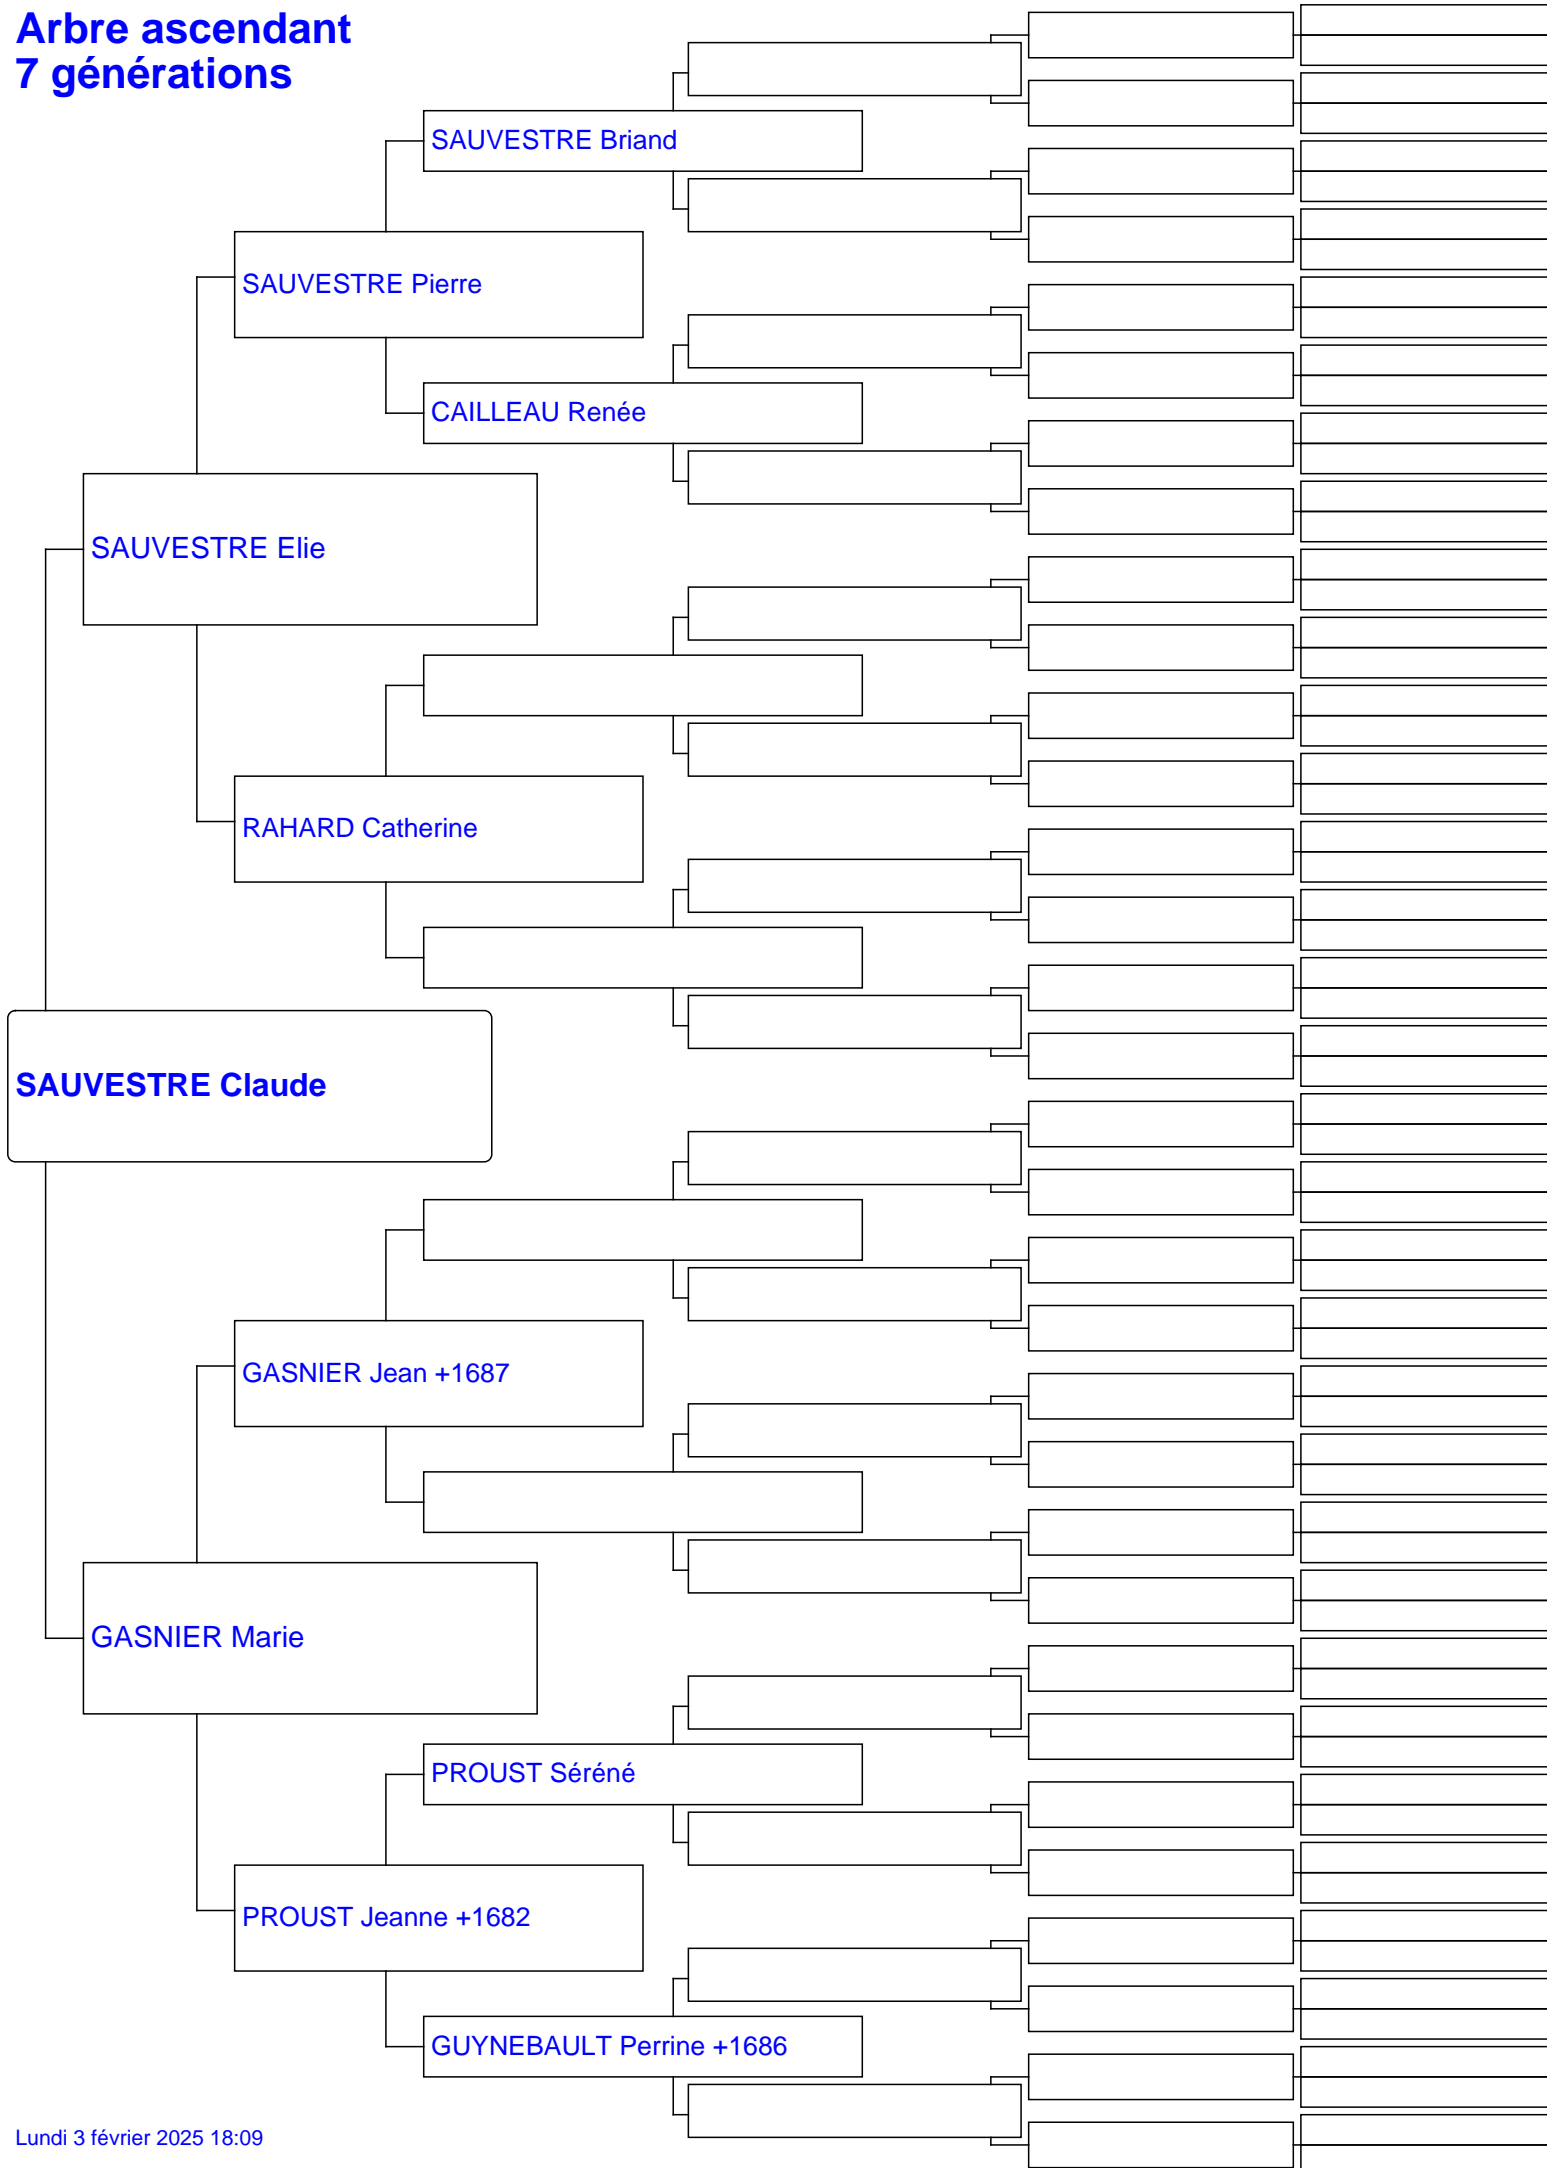 Arbre ascendant
7 générations
SAUVESTRE Briand
SAUVESTRE Pierre
CAILLEAU Renée
SAUVESTRE Elie
RAHARD Catherine
SAUVESTRE Claude
GASNIER Jean +1687
GASNIER Marie
PROUST Séréné
PROUST Jeanne +1682
GUYNEBAULT Perrine +1686
Lundi 3 février 2025 18:09